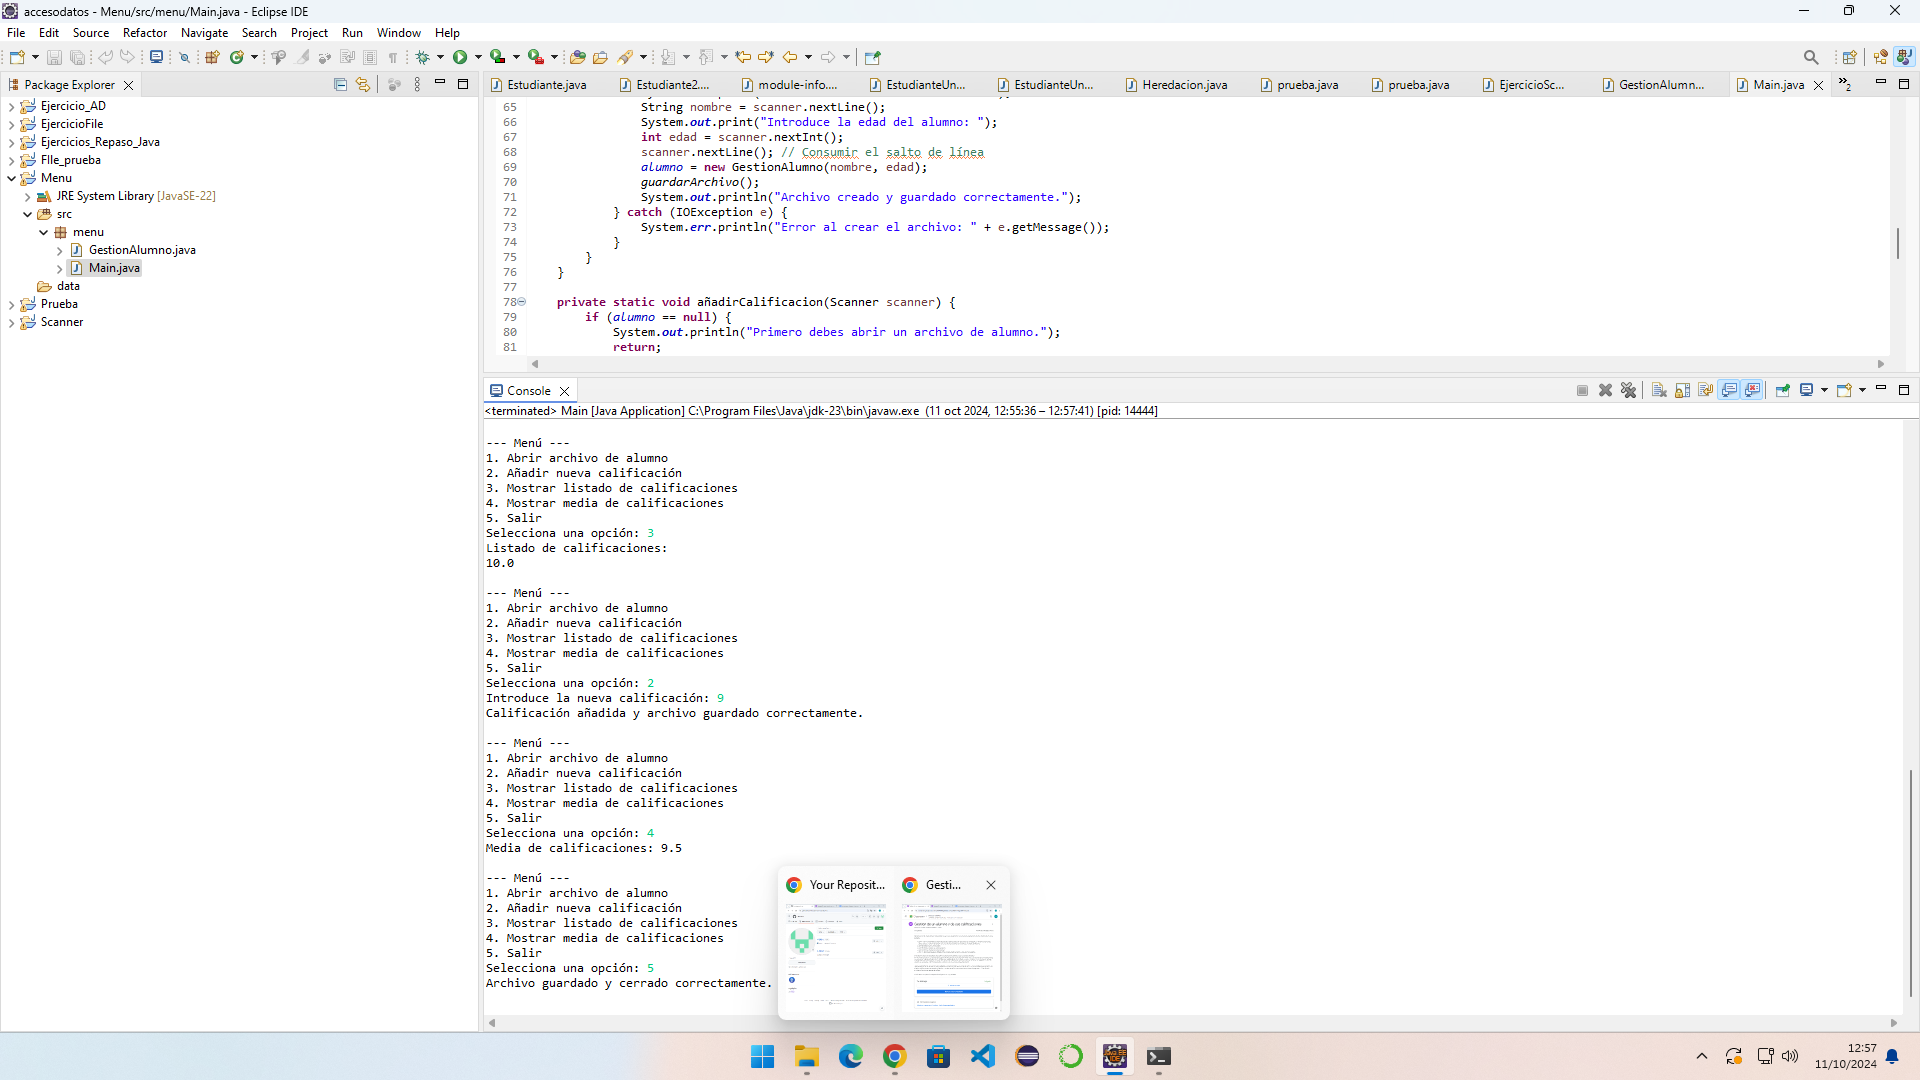 accesodatos - Menu/src/menu/Main.java - Eclipse IDE
File Edit Source Refactor Navigate Search Project Run Window Help
Package Explorer
Ejercicio_AD
EjercicioFile
Ejercicios_Repaso_Java
FIle_prueba
Menu
JRE System Library [JavaSE-22]
src
menu
GestionAlumno.java
Main.java
data
Prueba
Scanner
Estudiante.java Estudiante2.... module-info.... EstudianteUn... EstudianteUn... Heredacion.java prueba.java prueba.java EjercicioSc... GestionAlumn... Main.java 2
65 String nombre = scanner.nextLine();
66 System.out.print("Introduce la edad del alumno: ");
67 int edad = scanner.nextInt();
68 scanner.nextLine(); // Consumir el salto de línea
69 alumno = new GestionAlumno(nombre, edad);
70 guardarArchivo();
71 System.out.println("Archivo creado y guardado correctamente.");
72 } catch (IOException e) {
73 System.err.println("Error al crear el archivo: " + e.getMessage());
74 }
75 }
76 }
77
78 private static void añadirCalificacion(Scanner scanner) {
79 if (alumno == null) {
80 System.out.println("Primero debes abrir un archivo de alumno.");
81 return;
Console
<terminated> Main [Java Application] C:\Program Files\Java\jdk-23\bin\javaw.exe (11 oct 2024, 12:55:36 – 12:57:41) [pid: 14444]
--- Menú ---
1. Abrir archivo de alumno
2. Añadir nueva calificación
3. Mostrar listado de calificaciones
4. Mostrar media de calificaciones
5. Salir
Selecciona una opción: 3
Listado de calificaciones:
10.0
--- Menú ---
1. Abrir archivo de alumno
2. Añadir nueva calificación
3. Mostrar listado de calificaciones
4. Mostrar media de calificaciones
5. Salir
Selecciona una opción: 2
Introduce la nueva calificación: 9
Calificación añadida y archivo guardado correctamente.
--- Menú ---
1. Abrir archivo de alumno
2. Añadir nueva calificación
3. Mostrar listado de calificaciones
4. Mostrar media de calificaciones
5. Salir
Selecciona una opción: 4
Media de calificaciones: 9.5
--- Menú ---
1. Abrir archivo de alumno
2. Añadir nueva calificación
3. Mostrar listado de calificaciones
4. Mostrar media de calificaciones
5. Salir
Selecciona una opción: 5
Archivo guardado y cerrado correctamente.
Your Reposit... Gesti...
12:57
11/10/2024